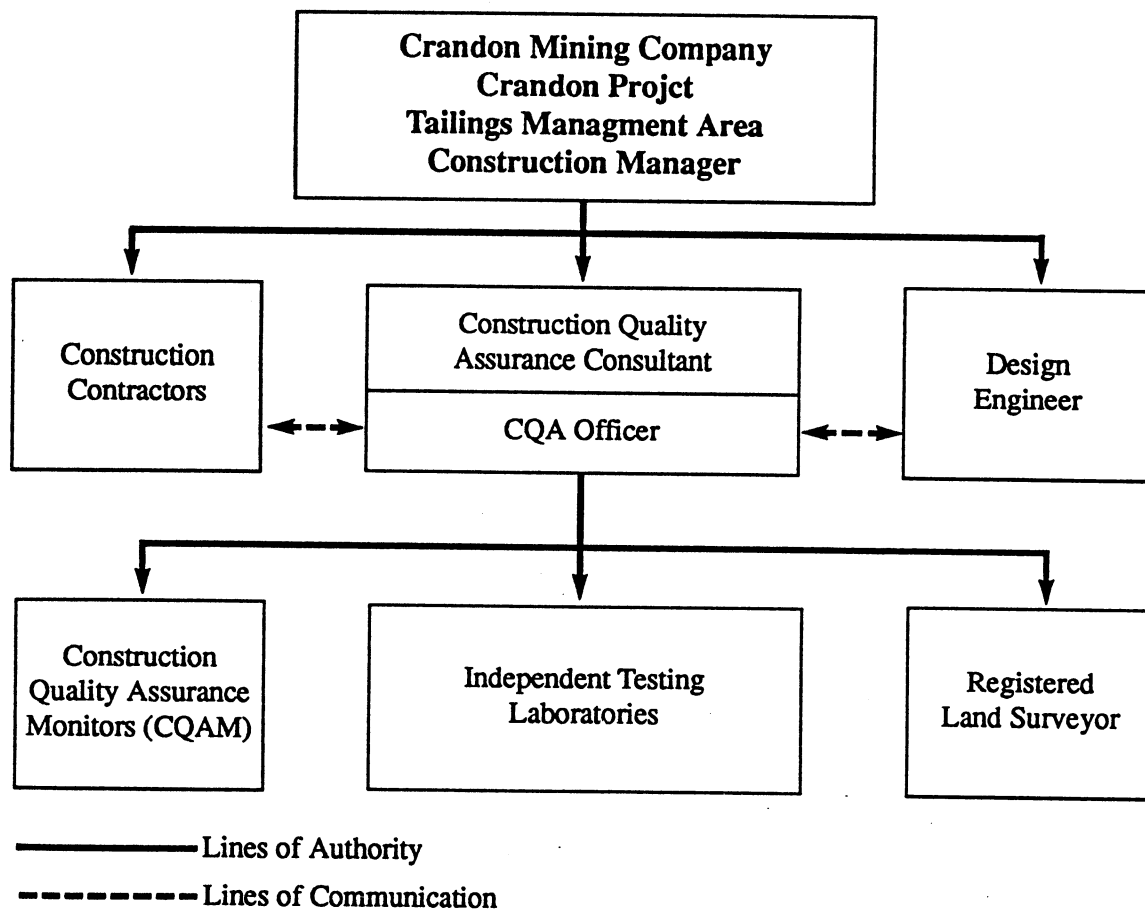 Crandon Mining Company
Crandon Projct
Tailings Managment Area
Construction Manager
Construction
Contractors
Construction Quality
Assurance Consultant
CQA Officer
Design
Engineer
Construction
Quality Assurance
Monitors (CQAM)
Independent Testing
Laboratories
Registered
Land Surveyor
Lines of Authority
Lines of Communication